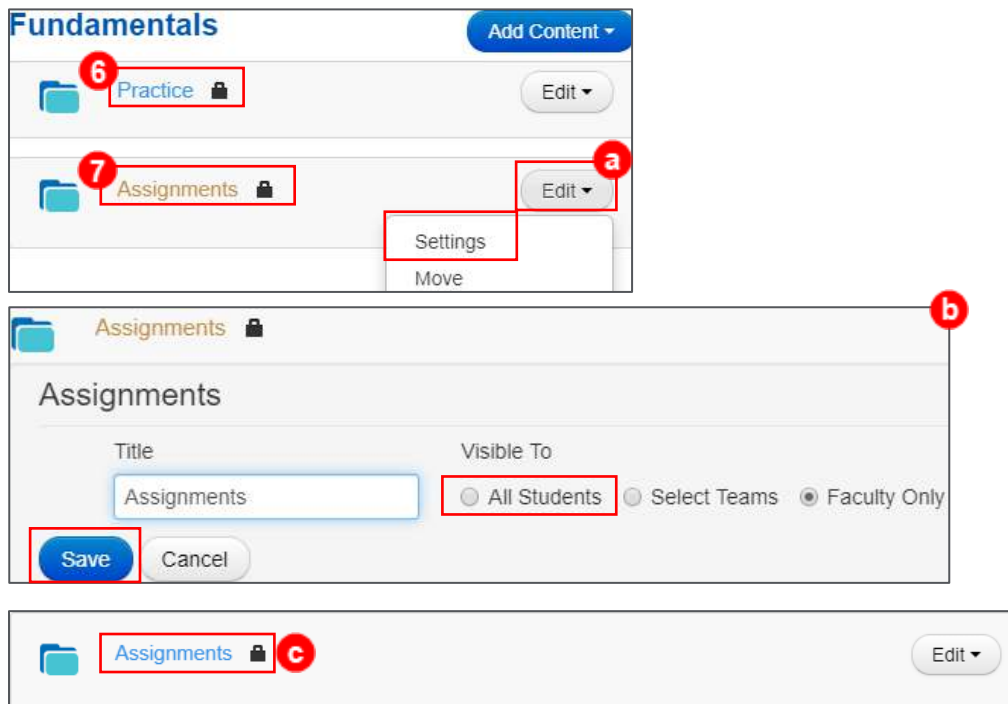 Fundamentals Add Content
6 Practice Edit
a
7 Assignments Edit
Settings
Move
b
Assignments
Assignments
Title Visible To
Assignments All Students Select Teams Faculty Only
Save Cancel
Assignments c Edit